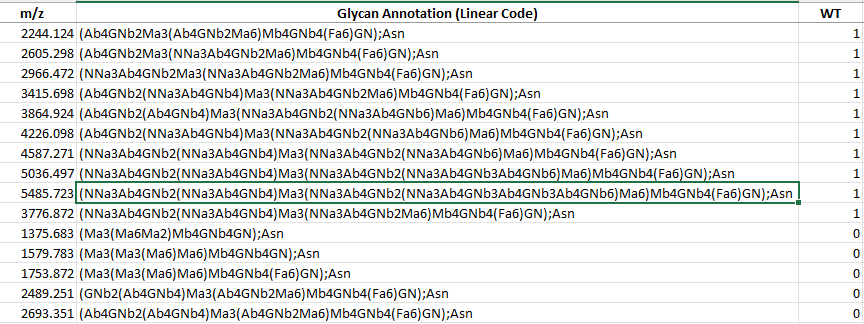 m/z Glycan Annotation (Linear Code) WT
2244.124 (Ab4GNb2Ma3(Ab4GNb2Ma6)Mb4GNb4(Fa6)GN);Asn 1
2605.298 (Ab4GNb2Ma3(NNa3Ab4GNb2Ma6)Mb4GNb4(Fa6)GN);Asn 1
2966.472 (NNa3Ab4GNb2Ma3(NNa3Ab4GNb2Ma6)Mb4GNb4(Fa6)GN);Asn 1
3415.698 (Ab4GNb2(NNa3Ab4GNb4)Ma3(NNa3Ab4GNb2Ma6)Mb4GNb4(Fa6)GN);Asn 1
3864.924 (Ab4GNb2(Ab4GNb4)Ma3(NNa3Ab4GNb2(NNa3Ab4GNb6)Ma6)Mb4GNb4(Fa6)GN);Asn 1
4226.098 (Ab4GNb2(NNa3Ab4GNb4)Ma3(NNa3Ab4GNb2(NNa3Ab4GNb6)Ma6)Mb4GNb4(Fa6)GN);Asn 1
4587.271 (NNa3Ab4GNb2(NNa3Ab4GNb4)Ma3(NNa3Ab4GNb2(NNa3Ab4GNb6)Ma6)Mb4GNb4(Fa6)GN);Asn 1
5036.497 (NNa3Ab4GNb2(NNa3Ab4GNb4)Ma3(NNa3Ab4GNb2(NNa3Ab4GNb3Ab4GNb6)Ma6)Mb4GNb4(Fa6)GN);Asn 1
5485.723 (NNa3Ab4GNb2(NNa3Ab4GNb4)Ma3(NNa3Ab4GNb2(NNa3Ab4GNb3Ab4GNb3Ab4GNb6)Ma6)Mb4GNb4(Fa6)GN);Asn 1
3776.872 (NNa3Ab4GNb2(NNa3Ab4GNb4)Ma3(NNa3Ab4GNb2Ma6)Mb4GNb4(Fa6)GN);Asn 1
1375.683 (Ma3(Ma6Ma2)Mb4GNb4GN);Asn 0
1579.783 (Ma3(Ma3(Ma6)Ma6)Mb4GNb4GN);Asn 0
1753.872 (Ma3(Ma3(Ma6)Ma6)Mb4GNb4(Fa6)GN);Asn 0
2489.251 (GNb2(Ab4GNb4)Ma3(Ab4GNb2Ma6)Mb4GNb4(Fa6)GN);Asn 0
2693.351 (Ab4GNb2(Ab4GNb4)Ma3(Ab4GNb2Ma6)Mb4GNb4(Fa6)GN);Asn 0